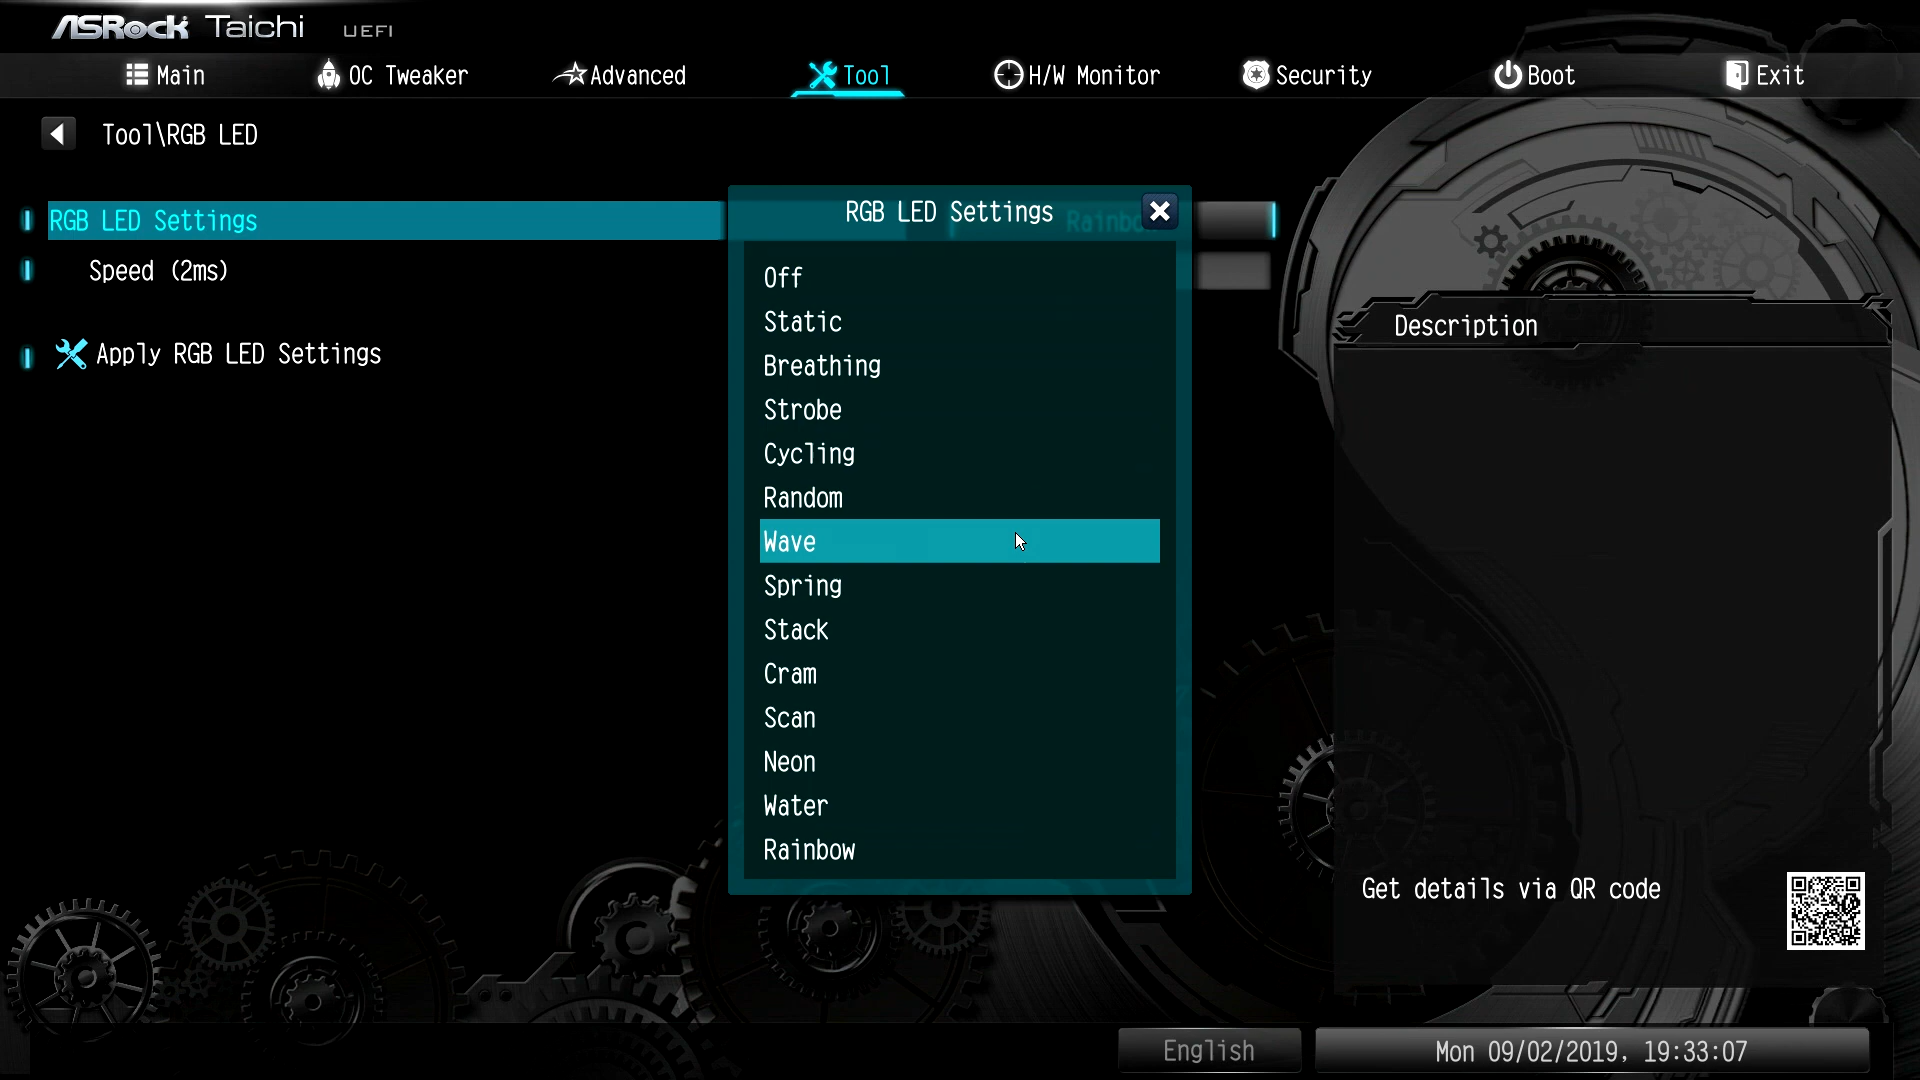 ASRock Taichi UEFI
Main OC Tweaker Advanced Tool H/W Monitor Security Boot Exit
Tool\RGB LED
RGB LED Settings
Speed (2ms)
Apply RGB LED Settings
RGB LED Settings
Off
Static
Breathing
Strobe
Cycling
Random
Wave
Spring
Stack
Cram
Scan
Neon
Water
Rainbow
Description
Get details via QR code
English
Mon 09/02/2019, 19:33:07